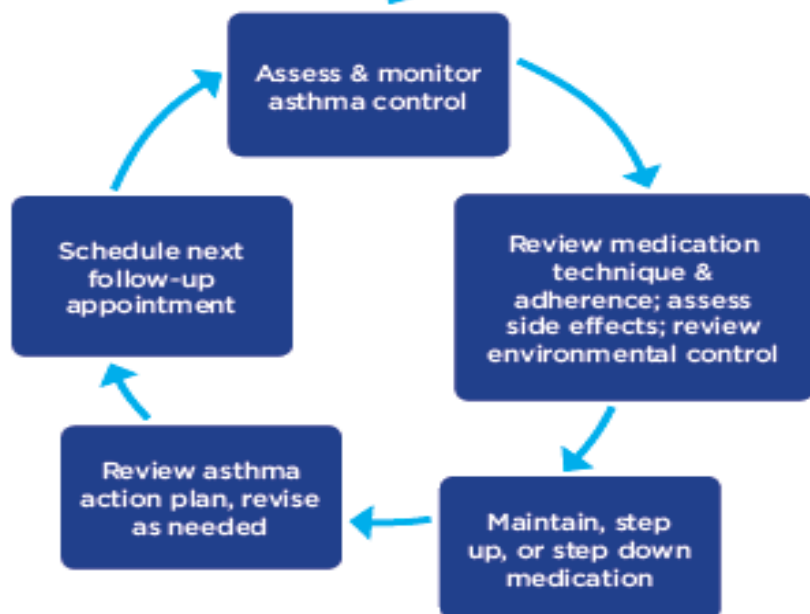 Assess & monitor
asthma control
Review medication
technique &
adherence; assess
side effects; review
environmental control
Maintain, step
up, or step down
medication
Review asthma
action plan, revise
as needed
Schedule next
follow-up
appointment